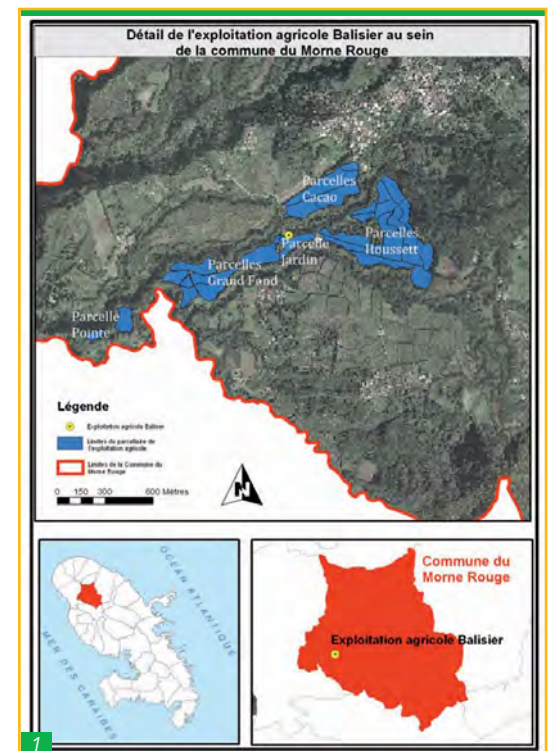 Détail de l'exploitation agricole Balisier au sein
de la commune du Morne Rouge
Parcelles
Cacao
Parcelles
Houssett
Parcelle
Jardin
Parcelles
Grand Fond
Parcelle
Pointe
Légende
Exploitation agricole Balisier
Limites du parcellaire de
l'exploitation agricole
Limites de la Commune du
Morne Rouge
0 150 300 600 Mètres
N
OCEAN ATLANTIQUE
MER DES CARAIBES
Commune du
Morne Rouge
Exploitation agricole Balisier
1